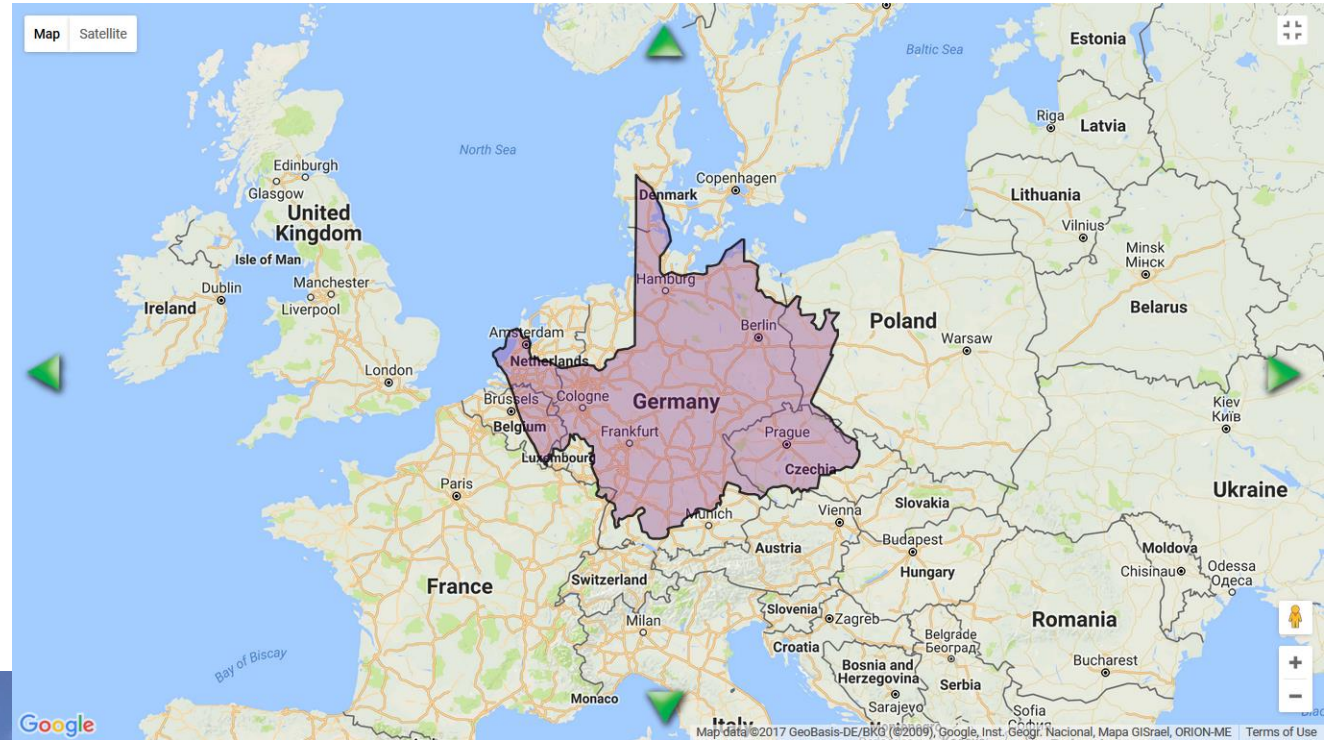 Map Satellite
Estonia
Baltic Sea
Riga
Latvia
North Sea
Edinburgh
Glasgow
Copenhagen
Denmark
Lithuania
Vilnius
United
Kingdom
Minsk
Мінск
Isle of Man
Dublin
Manchester
Liverpool
Ireland
Hamburg
Belarus
Amsterdam
Berlin
Poland
Warsaw
Netherlands
London
Brussels
Cologne
Germany
Kiev
Київ
Belgium
Frankfurt
Prague
Luxembourg
Czechia
Paris
Ukraine
Munich
Vienna
Slovakia
Austria
Budapest
Hungary
Moldova
Chisinau
Odessa
Одеса
France
Switzerland
Slovenia
Zagreb
Milan
Romania
Croatia
Belgrade
Београд
Bay of Biscay
Bosnia and
Herzegovina
Serbia
Bucharest
Monaco
Sarajevo
Sofia
Italy
Google
Map data ©2017 GeoBasis-DE/BKG (©2009), Google, Inst. Geogr. Nacional, Mapa GISrael, ORION-ME Terms of Use